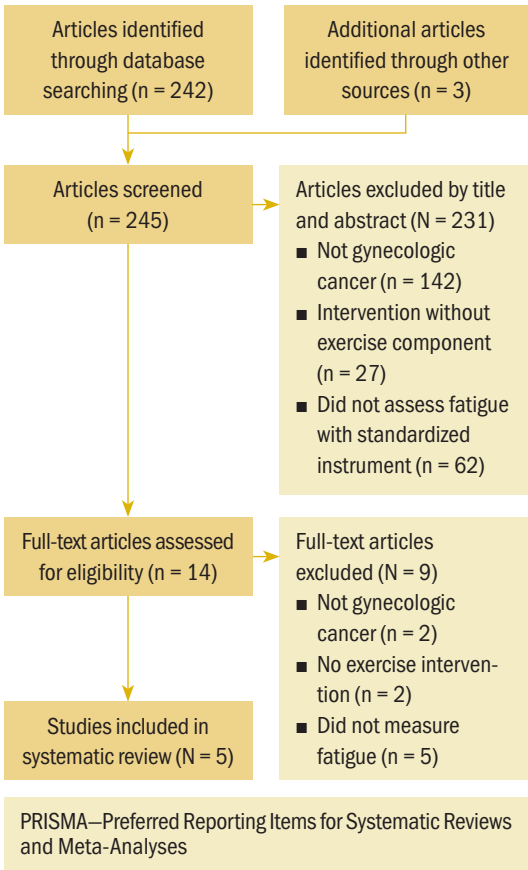 Articles identified
through database
searching (n = 242)
Additional articles
identified through other
sources (n = 3)
Articles screened
(n = 245)
Articles excluded by title
and abstract (N = 231)
■ Not gynecologic
cancer (n = 142)
■ Intervention without
exercise component
(n = 27)
■ Did not assess fatigue
with standardized
instrument (n = 62)
Full-text articles assessed
for eligibility (n = 14)
Full-text articles
excluded (N = 9)
■ Not gynecologic
cancer (n = 2)
■ No exercise interven-
tion (n = 2)
■ Did not measure
fatigue (n = 5)
Studies included in
systematic review (N = 5)
PRISMA—Preferred Reporting Items for Systematic Reviews
and Meta-Analyses